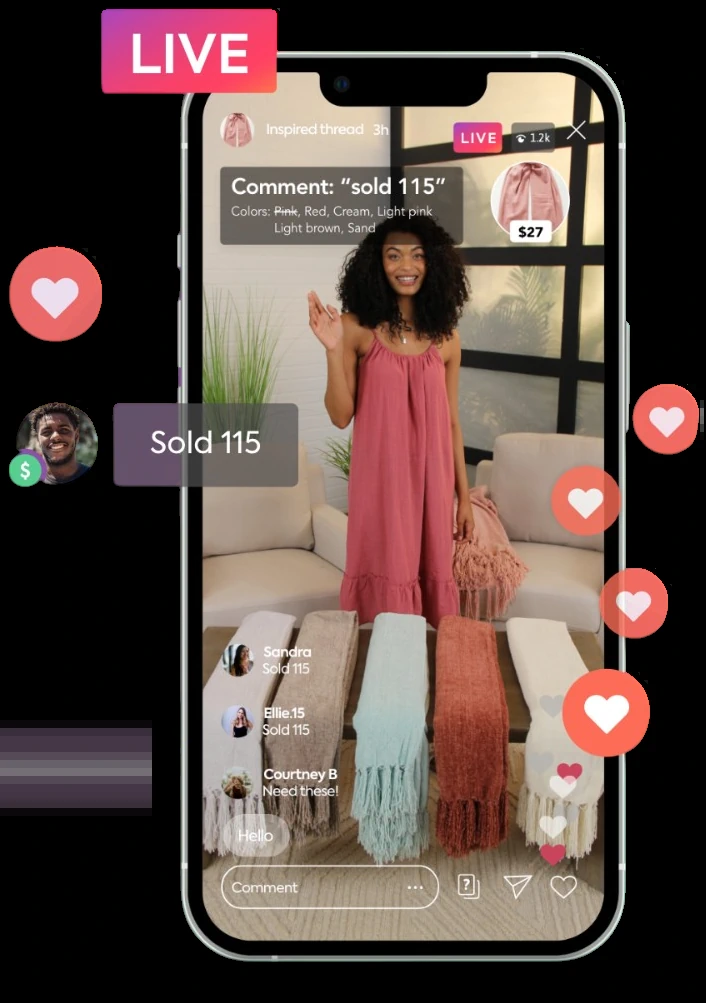 LIVE
Inspired thread 3h
LIVE 1.2k
Comment: “sold 115”
Colors: Pink, Red, Cream, Light pink
Light brown, Sand
$27
$
Sold 115
Sandra
Sold 115
Ellie.15
Sold 115
Courtney B
Need these!
Hello
Comment ...
?